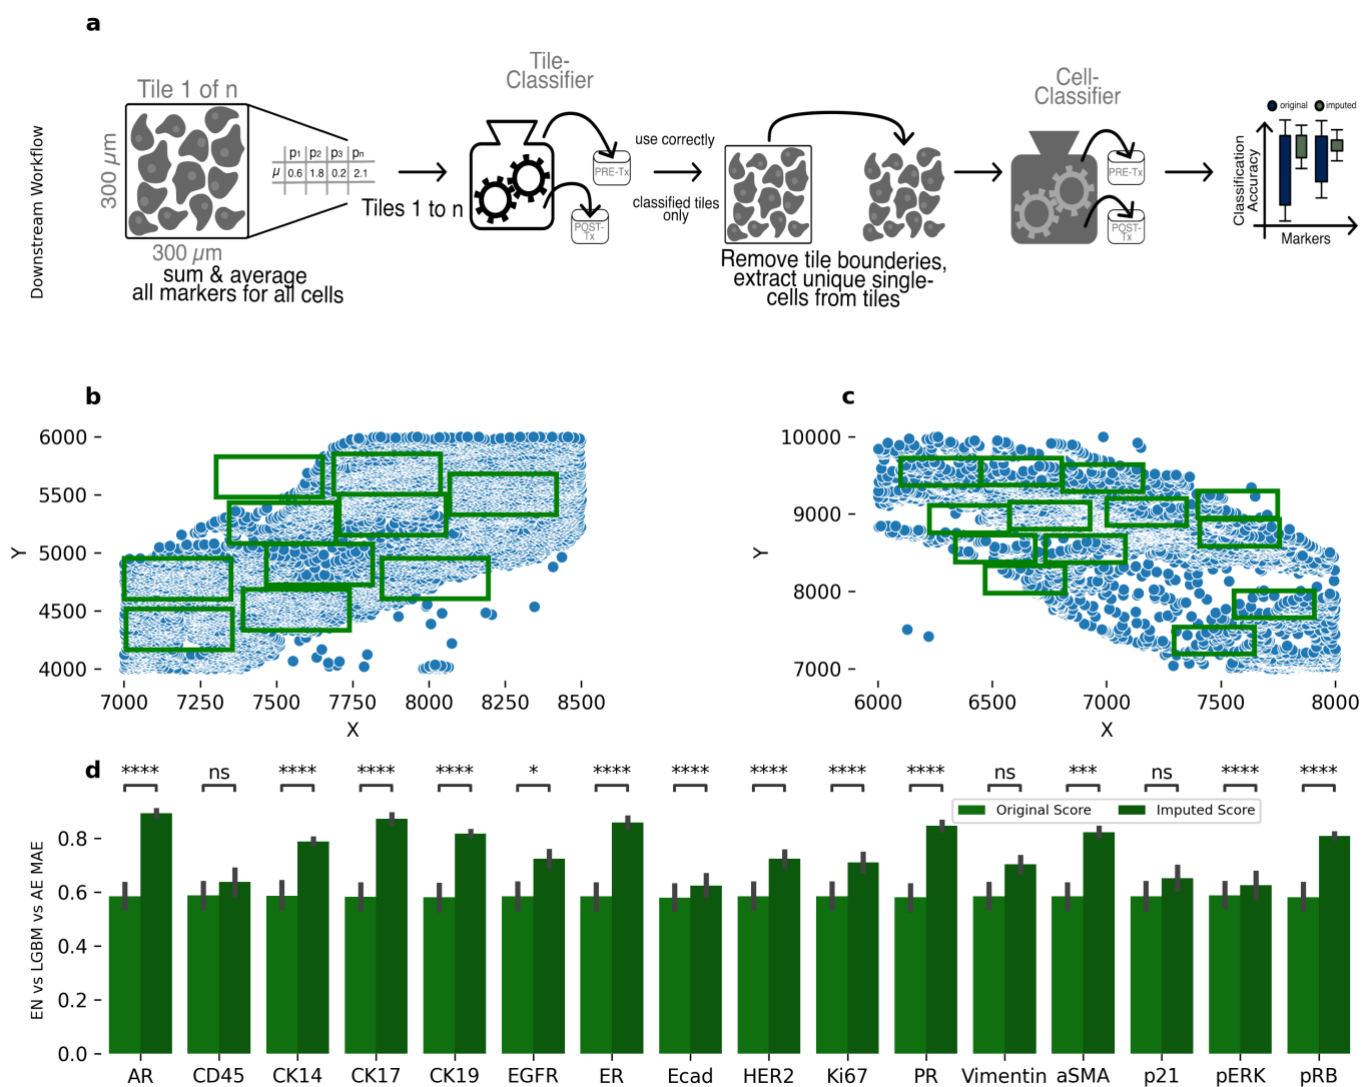 a
Downstream Workflow
Tile 1 of n
300 µm
300 µm
sum & average
all markers for all cells
p1 p2 p3 pn
µ 0.6 1.8 0.2 2.1
Tiles 1 to n
Tile-
Classifier
PRE-Tx
POST-
Tx
use correctly
classified tiles
only
Remove tile bounderies,
extract unique single-
cells from tiles
Cell-
Classifier
PRE-Tx
POST-
Tx
original imputed
Classification
Accuracy
Markers
b
Y
6000
5500
5000
4500
4000
7000 7250 7500 7750 8000 8250 8500
X
c
Y
10000
9000
8000
7000
6000 6500 7000 7500 8000
X
d
**** ns **** **** **** * **** **** **** **** **** ns *** ns **** ****
Original Score Imputed Score
EN vs LGBM vs AE MAE
0.8
0.6
0.4
0.2
0.0
AR CD45 CK14 CK17 CK19 EGFR ER Ecad HER2 Ki67 PR Vimentin aSMA p21 pERK pRB